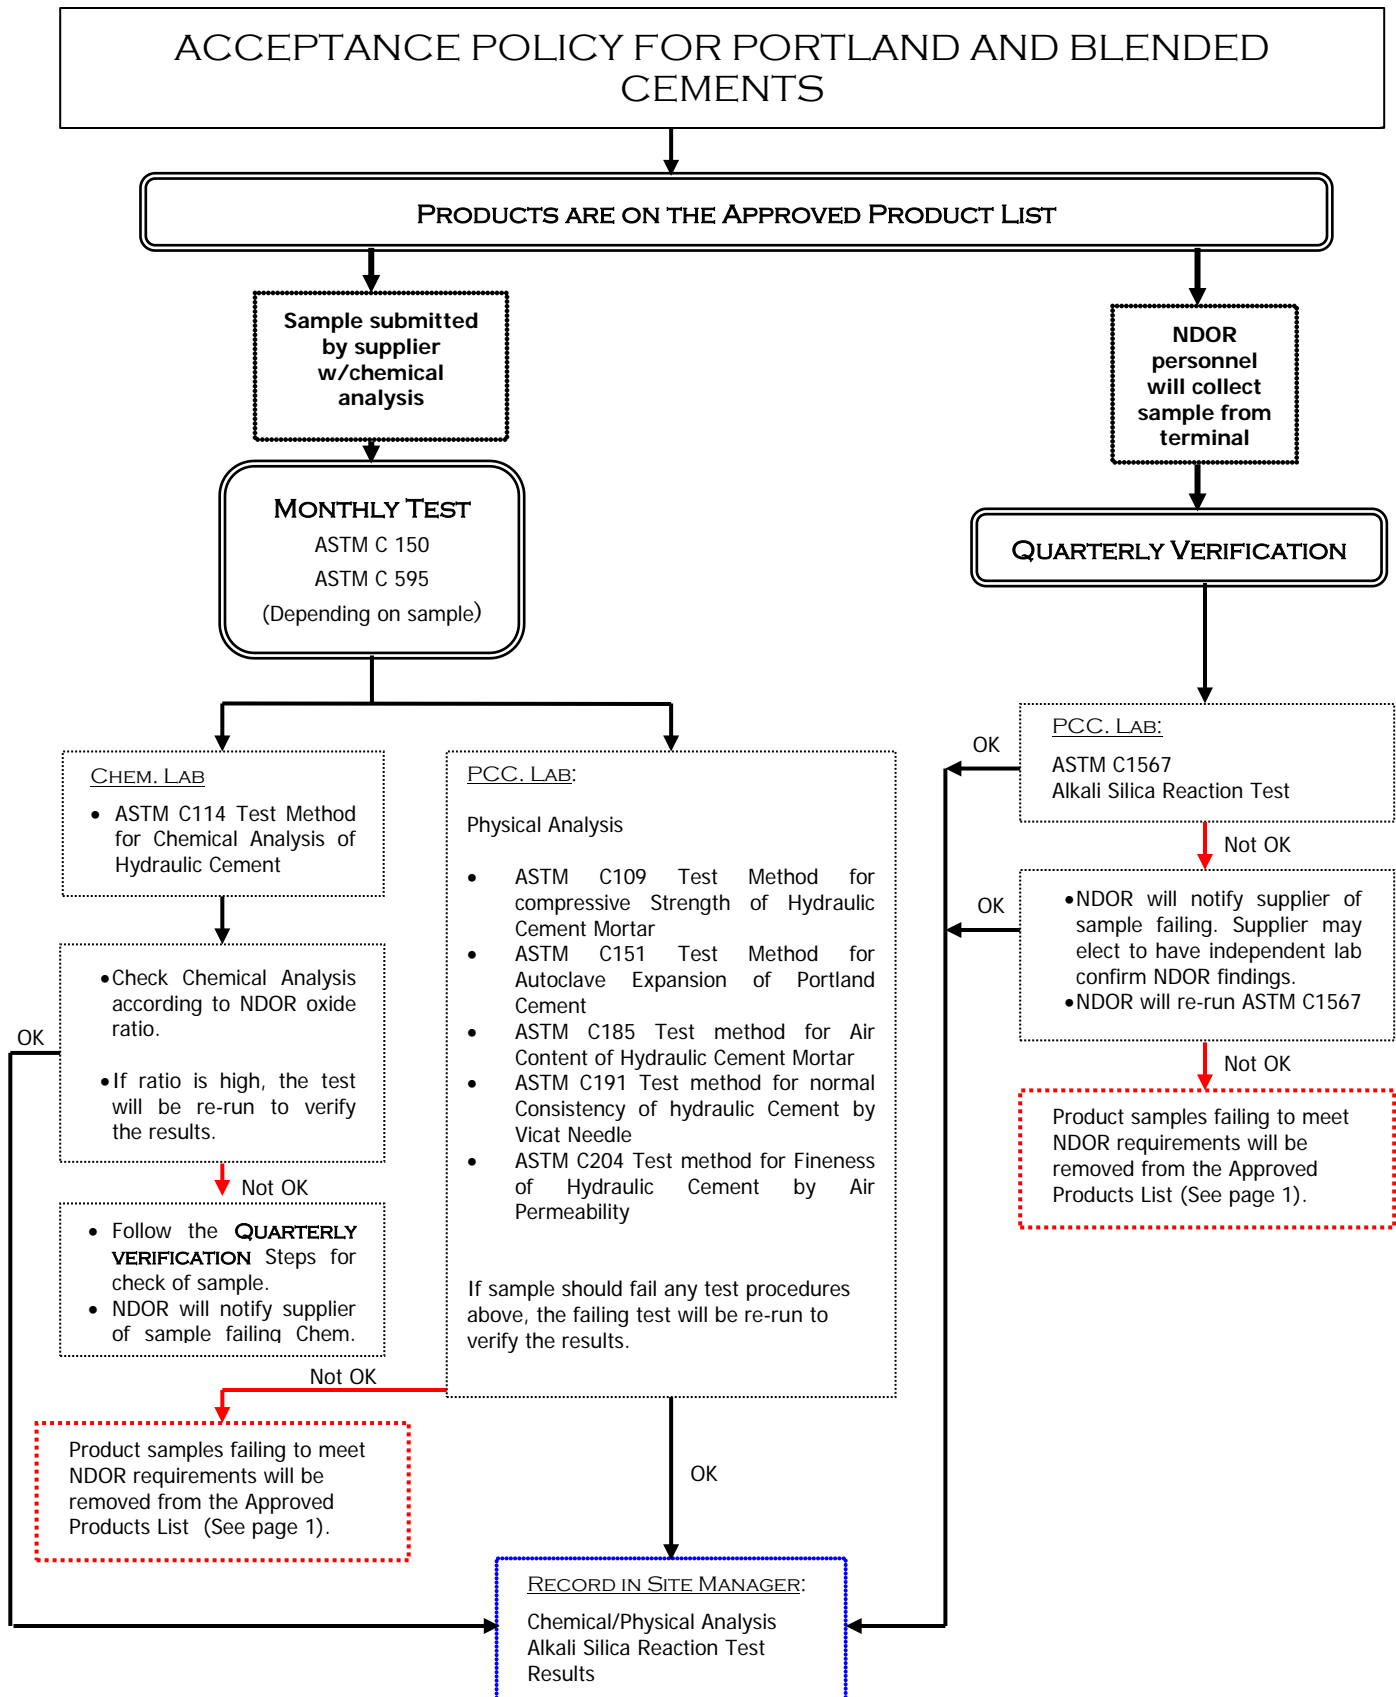 ACCEPTANCE POLICY FOR PORTLAND AND BLENDED
CEMENTS
PRODUCTS ARE ON THE APPROVED PRODUCT LIST
Sample submitted
by supplier
w/chemical
analysis
NDOR
personnel
will collect
sample from
terminal
MONTHLY TEST
ASTM C 150
ASTM C 595
(Depending on sample)
QUARTERLY VERIFICATION
CHEM. LAB
• ASTM C114 Test Method
for Chemical Analysis of
Hydraulic Cement
OK
• Check Chemical Analysis
according to NDOR oxide
ratio.
• If ratio is high, the test
will be re-run to verify
the results.
Not OK
• Follow the QUARTERLY
VERIFICATION Steps for
check of sample.
• NDOR will notify supplier
of sample failing Chem.
PCC. LAB:
Physical Analysis
• ASTM C109 Test Method for
compressive Strength of Hydraulic
Cement Mortar
• ASTM C151 Test Method for
Autoclave Expansion of Portland
Cement
• ASTM C185 Test method for Air
Content of Hydraulic Cement Mortar
• ASTM C191 Test method for normal
Consistency of hydraulic Cement by
Vicat Needle
• ASTM C204 Test method for Fineness
of Hydraulic Cement by Air
Permeability
If sample should fail any test procedures
above, the failing test will be re-run to
verify the results.
Not OK
Product samples failing to meet
NDOR requirements will be
removed from the Approved
Products List (See page 1).
OK
PCC. LAB:
ASTM C1567
Alkali Silica Reaction Test
OK
Not OK
• NDOR will notify supplier of
sample failing. Supplier may
elect to have independent lab
confirm NDOR findings.
• NDOR will re-run ASTM C1567
OK
Not OK
Product samples failing to meet
NDOR requirements will be
removed from the Approved
Products List (See page 1).
RECORD IN SITE MANAGER:
Chemical/Physical Analysis
Alkali Silica Reaction Test
Results